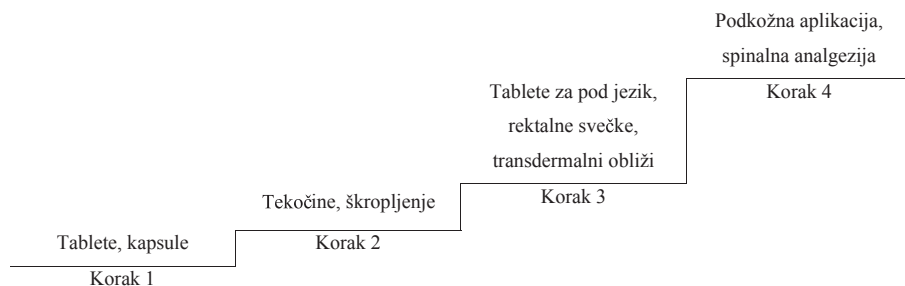 Podkožna aplikacija,
spinalna analgezija
Korak 4
Tablete za pod jezik,
rektalne svečke,
transdermalni obliži
Korak 3
Tekočine, škropljenje
Korak 2
Tablete, kapsule
Korak 1